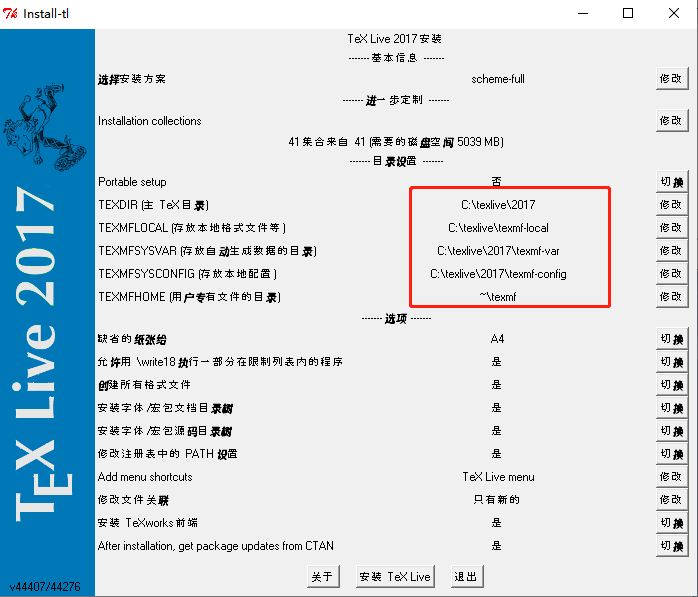 Install-tl
TeX Live 2017 安装
------- 基本信息 -------
选择安装方案 scheme-full 修改
------- 进一步定制 -------
Installation collections 修改
41 集合来自 41 (需要的磁盘空间 5039 MB)
------- 目录设置 -------
Portable setup 否 切换
TEXDIR (主 TeX 目录) C:\texlive\2017 修改
TEXMFLOCAL (存放本地格式文件等) C:\texlive\texmf-local 修改
TEXMFSYSVAR (存放自动生成数据的目录) C:\texlive\2017\texmf-var 修改
TEXMFSYSCONFIG (存放本地配置) C:\texlive\2017\texmf-config 修改
TEXMFHOME (用户专有文件的目录) ~\texmf 修改
------- 选项 -------
缺省的纸张给 A4 切换
允许用 \write18 执行一部分在限制列表内的程序 是 切换
创建所有格式文件 是 切换
安装字体/宏包文档目录树 是 切换
安装字体/宏包源码目录树 是 切换
修改注册表中的 PATH 设置 是 切换
Add menu shortcuts TeX Live menu 修改
修改文件关联 只有新的 修改
安装 TeXworks 前端 是 切换
After installation, get package updates from CTAN 是 切换
关于 安装 TeX Live 退出
TEX Live 2017
v44407/44276